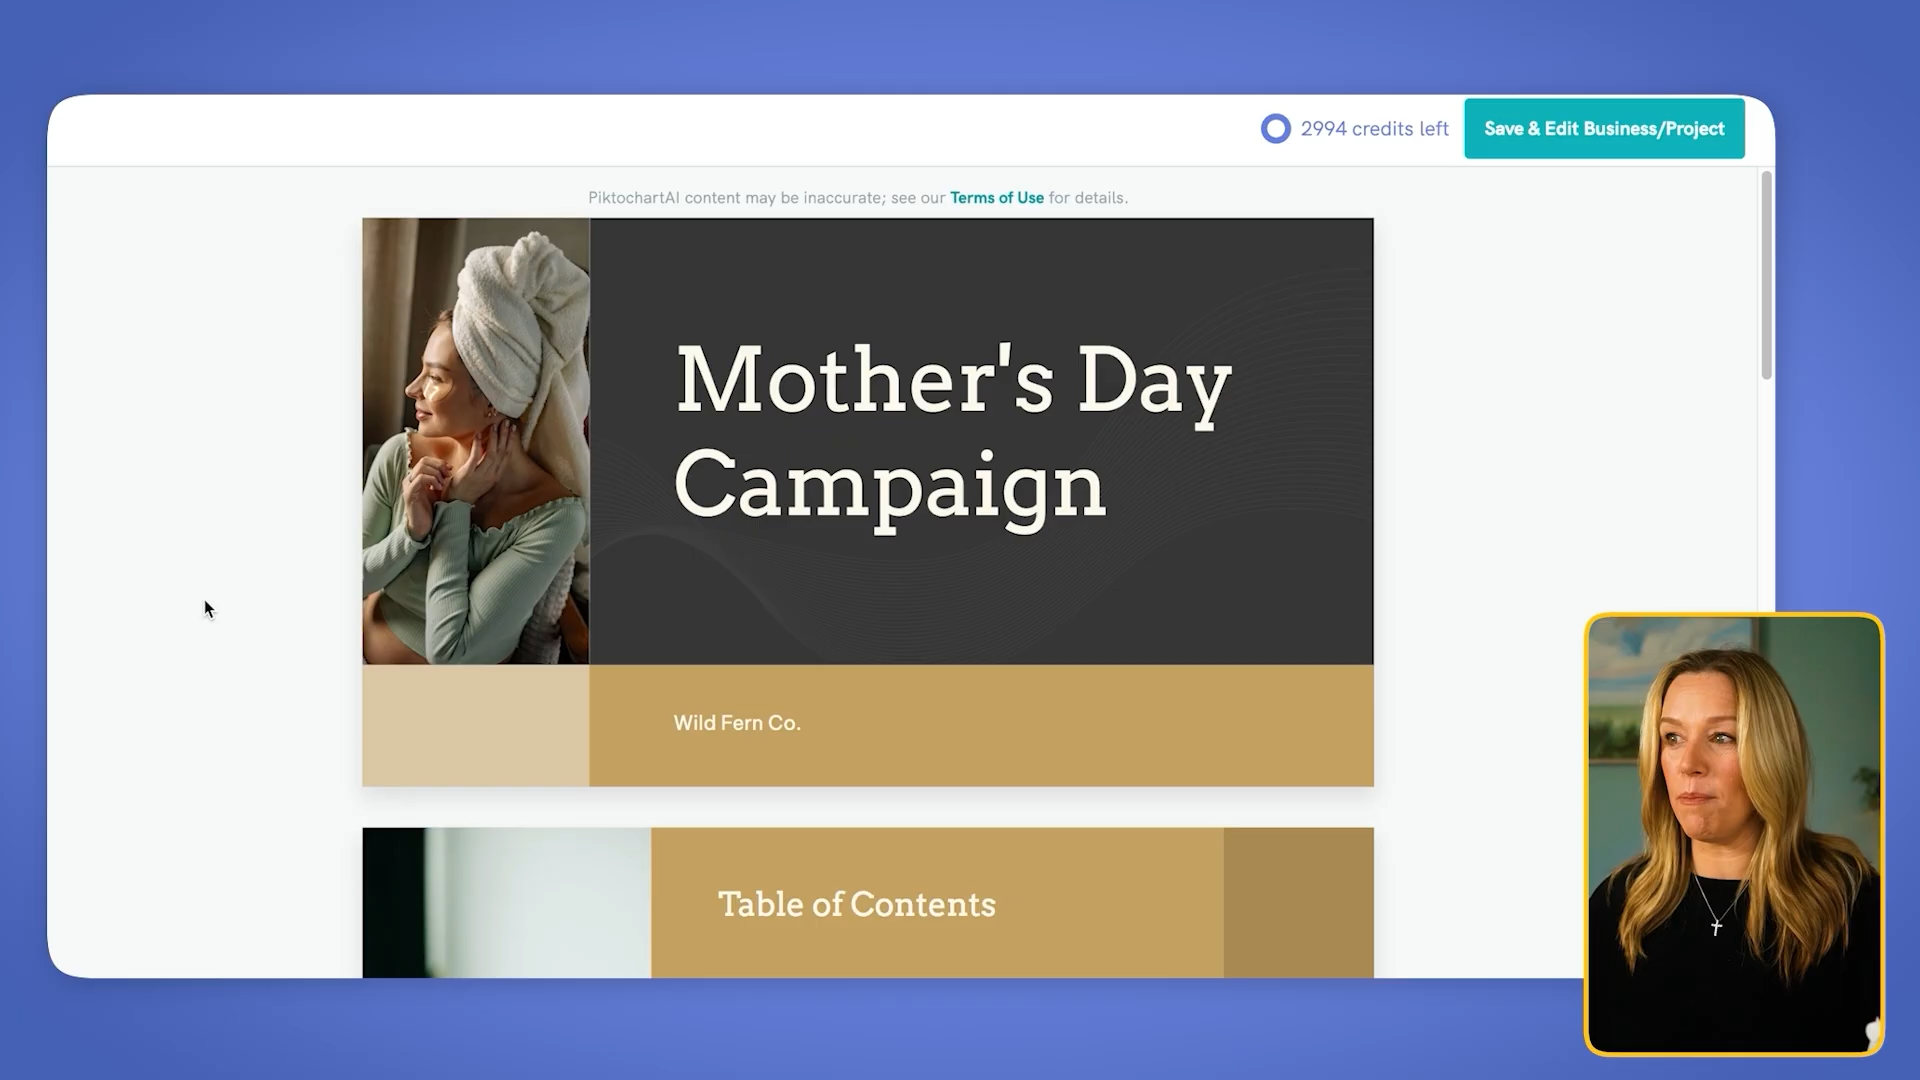 2994 credits left
Save & Edit Business/Project
PiktochartAI content may be inaccurate; see our Terms of Use for details.
Mother's Day
Campaign
Wild Fern Co.
Table of Contents